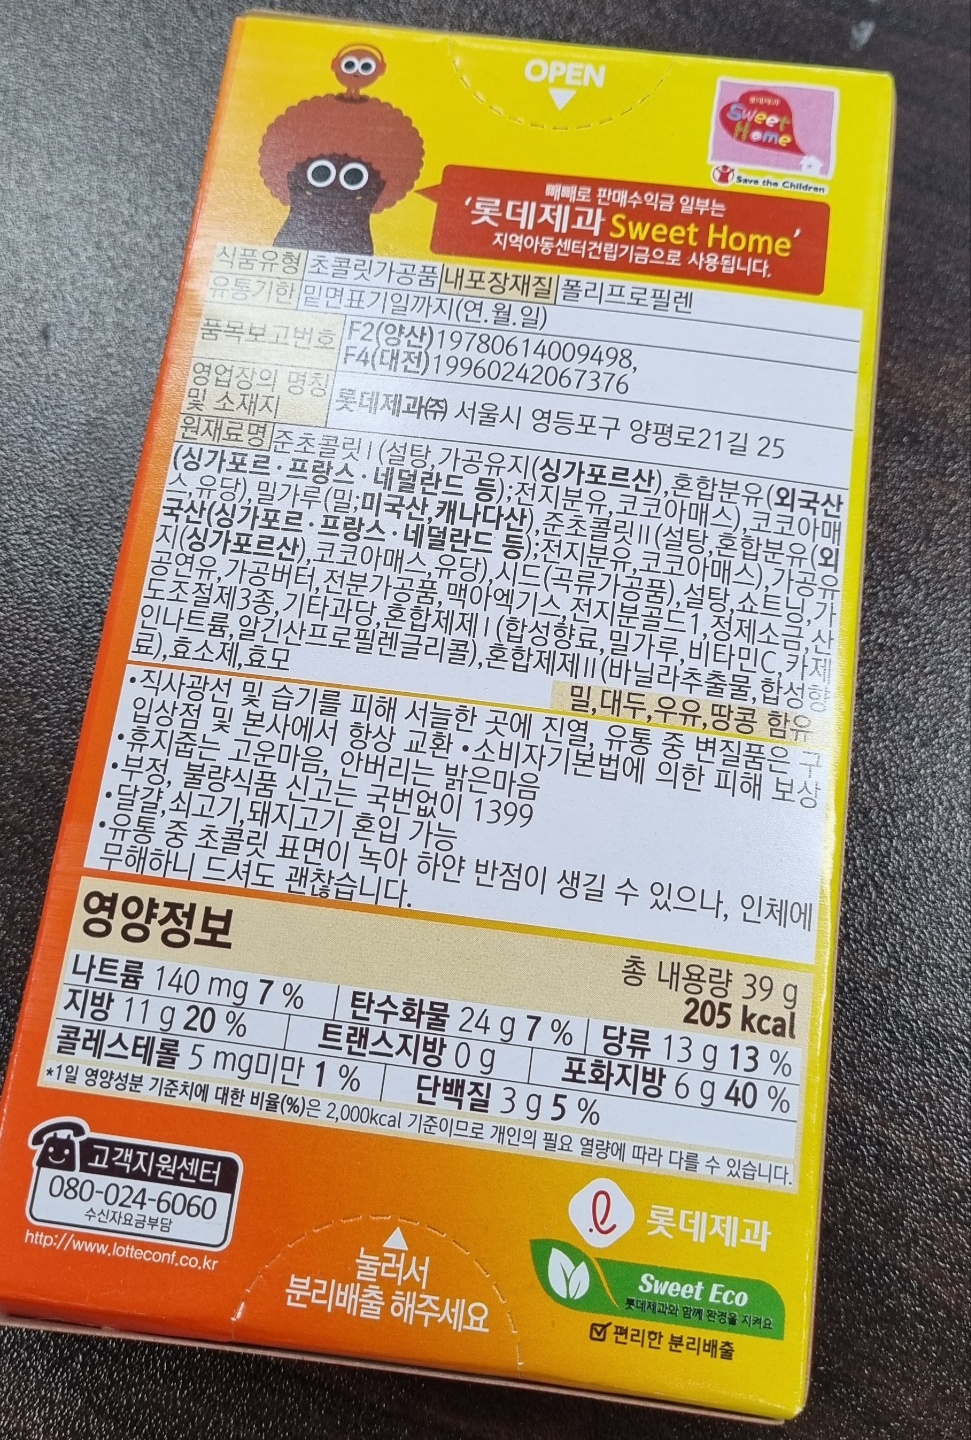 OPEN
롯데제과
Sweet
Home
Save the Children
빼빼로 판매수익금 일부는
‘롯데제과 Sweet Home’
지역아동센터건립기금으로 사용됩니다.
식품유형 초콜릿가공품 내포장재질 폴리프로필렌
유통기한 밑면표기일까지(연.월.일)
품목보고번호 F2(양산)19780614009498,
F4(대전)19960242067376
영업장의 명칭
및 소재지 롯데제과㈜ 서울시 영등포구 양평로21길 25
원재료명 준초콜릿Ⅰ(설탕,가공유지(싱가포르산),혼합분유(외국산
(싱가포르·프랑스·네덜란드 등);전지분유,코코아매스),코코아매
스,유당),밀가루(밀;미국산,캐나다산),준초콜릿Ⅱ(설탕,혼합분유(외
국산(싱가포르·프랑스·네덜란드 등);전지분유,코코아매스),가공유
지(싱가포르산),코코아매스,유당),시드(곡류가공품),설탕,쇼트닝,가
공연유,가공버터,전분가공품,맥아엑기스,전지분골드1,정제소금,산
도조절제3종,기타과당,혼합제제Ⅰ(합성향료,밀가루,비타민C,카제
인나트륨,알긴산프로필렌글리콜),혼합제제Ⅱ(바닐라추출물,합성향
료),효소제,효모
밀,대두,우유,땅콩 함유
•직사광선 및 습기를 피해 서늘한 곳에 진열, 유통 중 변질품은 구
입상점 및 본사에서 항상 교환 •소비자기본법에 의한 피해 보상
•휴지줍는 고운마음, 안버리는 밝은마음
•부정, 불량식품 신고는 국번없이 1399
•달걀,쇠고기,돼지고기 혼입 가능
•유통 중 초콜릿 표면이 녹아 하얀 반점이 생길 수 있으나, 인체에
무해하니 드셔도 괜찮습니다.
영양정보
총 내용량 39 g
205 kcal
나트륨 140 mg 7 % 탄수화물 24 g 7 % 당류 13 g 13 %
지방 11 g 20 % 트랜스지방 0 g 포화지방 6 g 40 %
콜레스테롤 5 mg미만 1 % 단백질 3 g 5 %
*1일 영양성분 기준치에 대한 비율(%)은 2,000kcal 기준이므로 개인의 필요 열량에 따라 다를 수 있습니다.
고객지원센터
080-024-6060
수신자요금부담
http://www.lotteconf.co.kr
눌러서
분리배출 해주세요
롯데제과
Sweet Eco
롯데제과와 함께 환경을 지켜요
편리한 분리배출